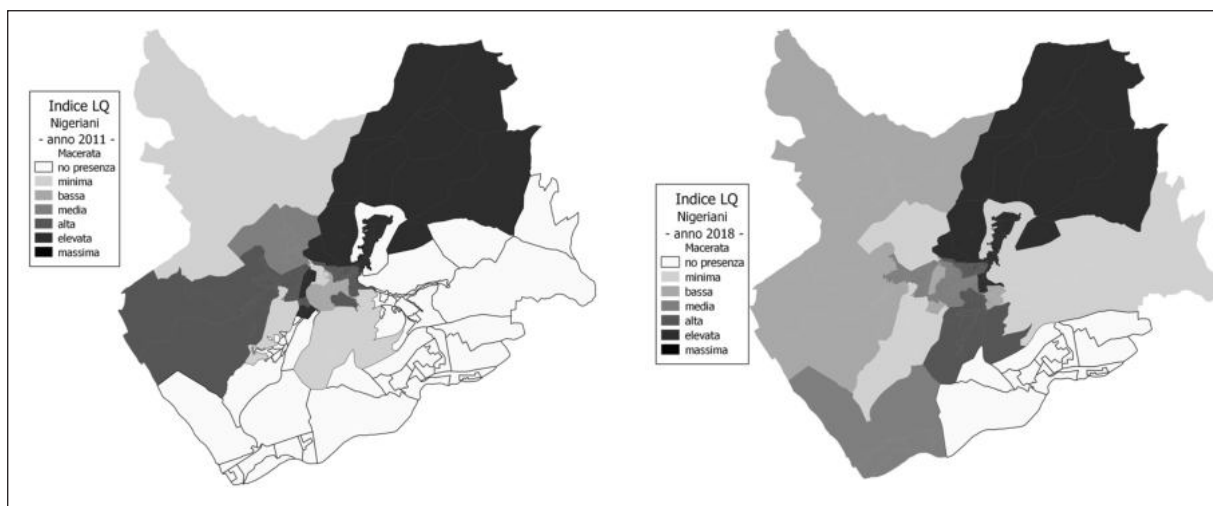 Indice LQ
Nigeriani
- anno 2011 -
Macerata
no presenza
minima
bassa
media
alta
elevata
massima
Indice LQ
Nigeriani
- anno 2018 -
Macerata
no presenza
minima
bassa
media
alta
elevata
massima